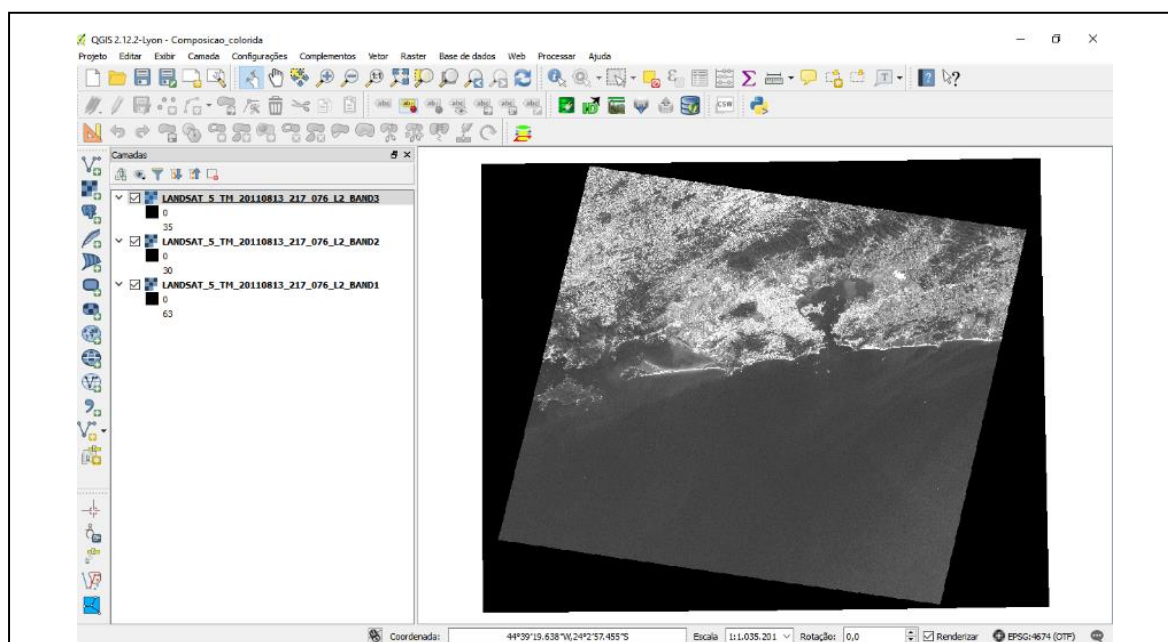 QGIS 2.12.2-Lyon - Composicao_colorida
Projeto Editar Exibir Camada Configurações Complementos Vetor Raster Base de dados Web Processar Ajuda
CSW
Camadas
LANDSAT_5_TM_20110813_217_076_L2_BAND3
0
35
LANDSAT_5_TM_20110813_217_076_L2_BAND2
0
30
LANDSAT_5_TM_20110813_217_076_L2_BAND1
0
63
Coordenada: 44°39'19.638"W,24°2'57.455"S Escala 1:1.035.201 Rotação: 0,0 Renderizar EPSG:4674 (OTF)